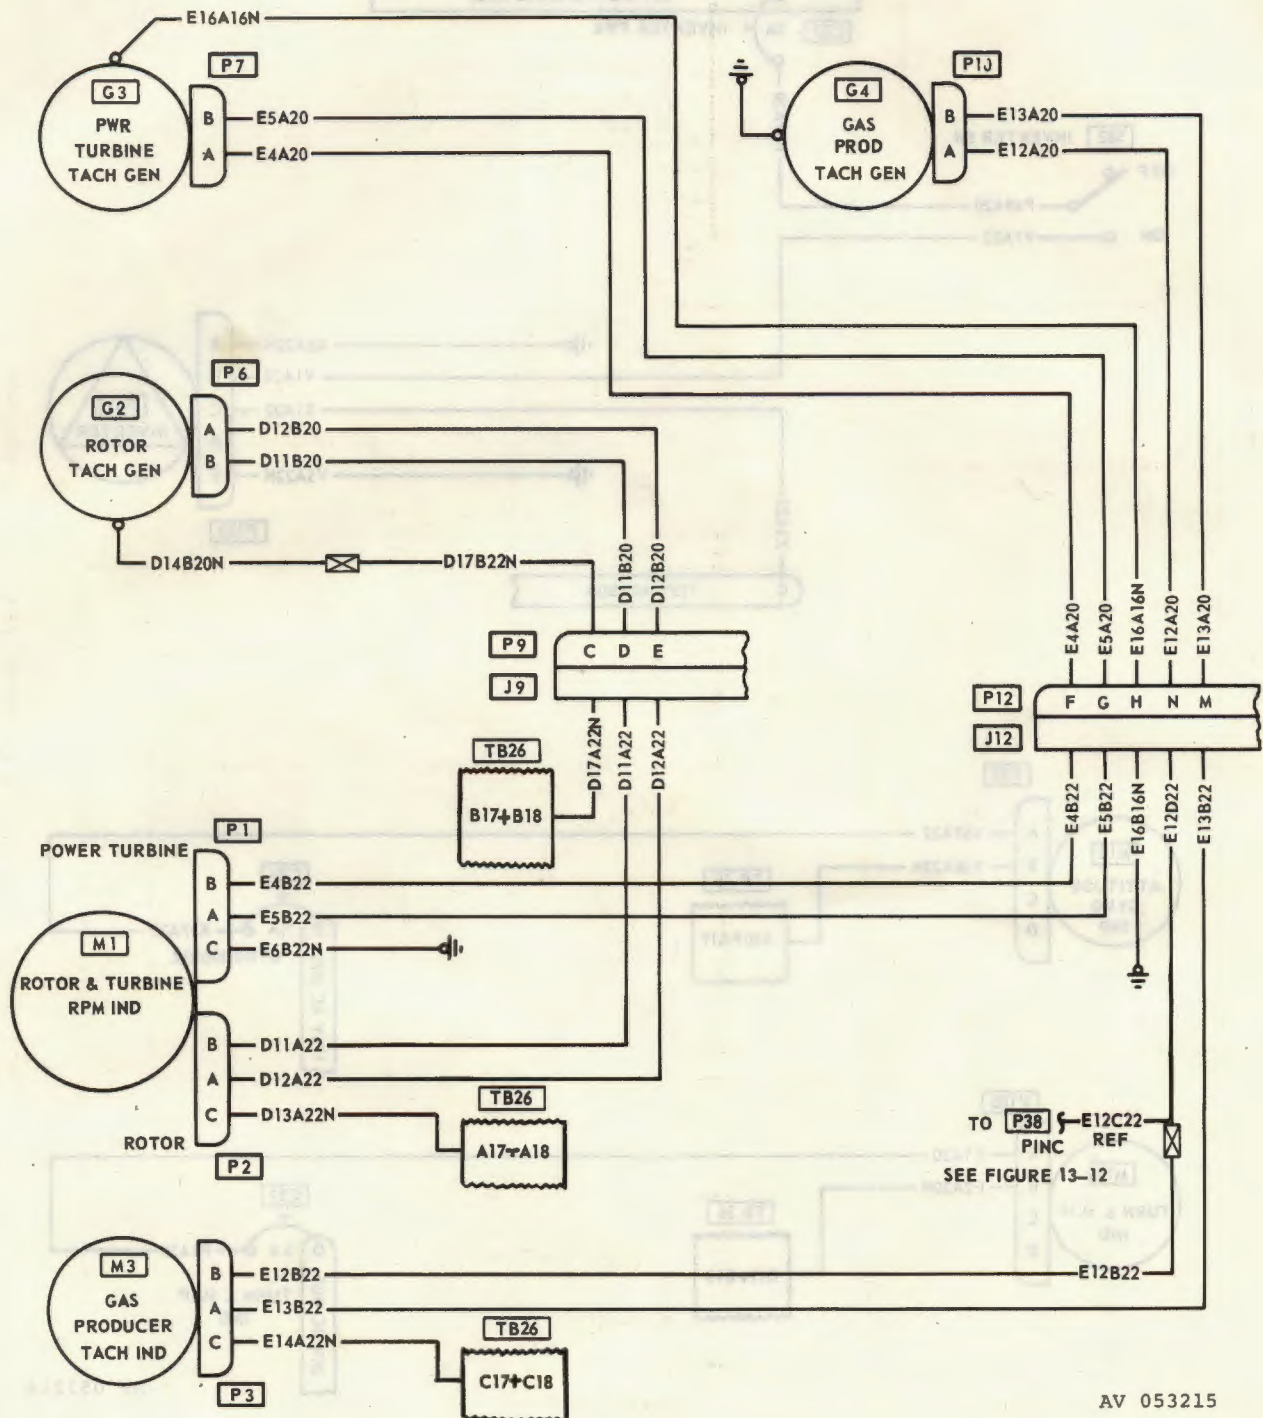 E16A16N
P7
G3
PWR
TURBINE
TACH GEN
B
E5A20
A
E4A20
P10
G4
GAS
PROD
TACH GEN
B
E13A20
A
E12A20
P6
G2
ROTOR
TACH GEN
A
D12B20
B
D11B20
D14B20N
D17B22N
D11B20
D12B20
P9
C D E
J9
D17A22N
D11A22
D12A22
TB26
B17 B18
E4A20
E5A20
E16A16N
E12A20
E13A20
P12
F G H N M
J12
E4B22
E5B22
E16B16N
E12D22
E13B22
P1
POWER TURBINE
B
E4B22
A
E5B22
C
E6B22N
M1
ROTOR & TURBINE
RPM IND
B
D11A22
A
D12A22
C
D13A22N
ROTOR
P2
TB26
A17 A18
TO P38 E12C22
PINC REF
SEE FIGURE 13-12
M3
GAS
PRODUCER
TACH IND
B
E12B22
E12B22
A
E13B22
C
E14A22N
P3
TB26
C17 C18
AV 053215